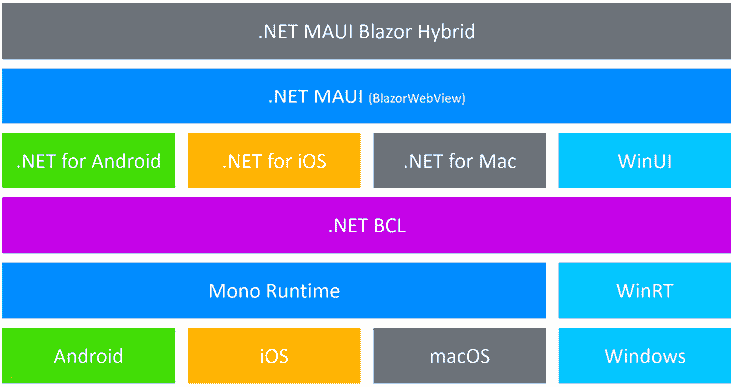 .NET MAUI Blazor Hybrid
.NET MAUI (BlazorWebView)
.NET for Android
.NET for iOS
.NET for Mac
WinUI
.NET BCL
Mono Runtime
WinRT
Android
iOS
macOS
Windows